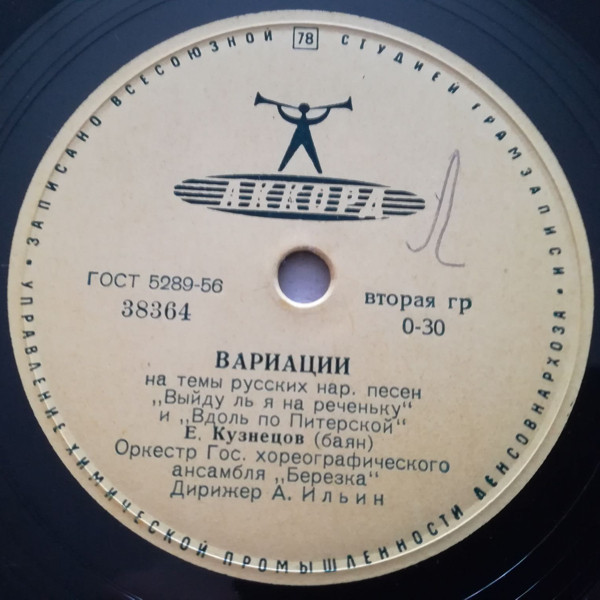 ЗАПИСАНО ВСЕСОЮЗНОЙ 78 СТУДИЕЙ ГРАМЗАПИСИ
АККОРД
Л
ГОСТ 5289-56
38364
вторая гр
0-30
ВАРИАЦИИ
на темы русских нар. песен
„Выйду ль я на реченьку“
и „Вдоль по Питерской“
Е. Кузнецов (баян)
Оркестр Гос. хореографического
ансамбля „Березка“
Дирижер А. Ильин
УПРАВЛЕНИЕ ХИМИЧЕСКОЙ ПРОМЫШЛЕННОСТИ ЛЕНСОВНАРХОЗА